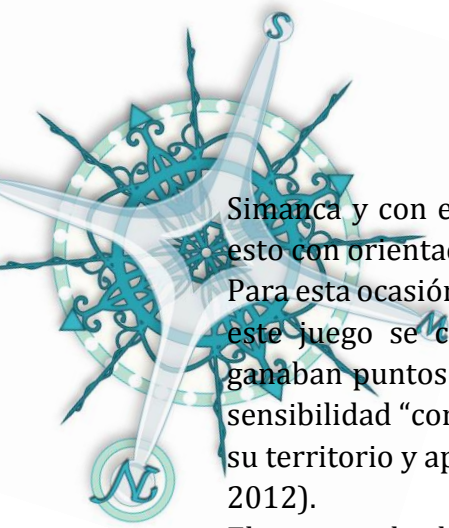 S
Simanca y con e
esto con orientac
Para esta ocasión
este juego se c
ganaban puntos
sensibilidad “con
su territorio y ap
2012).
N